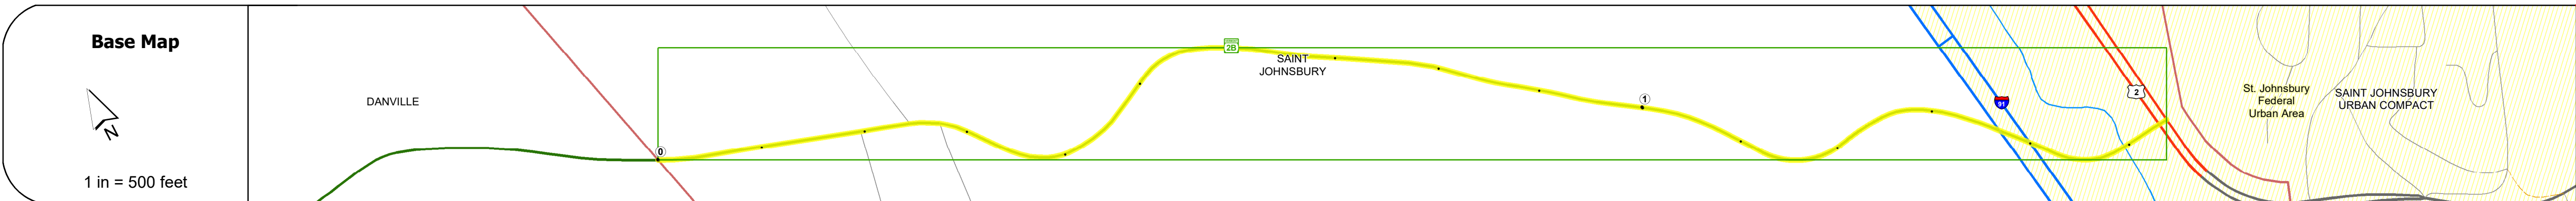 Base Map
N
1 in = 500 feet
DANVILLE
0
2B
SAINT
JOHNSBURY
1
91
2
St. Johnsbury
Federal
Urban Area
SAINT JOHNSBURY
URBAN COMPACT